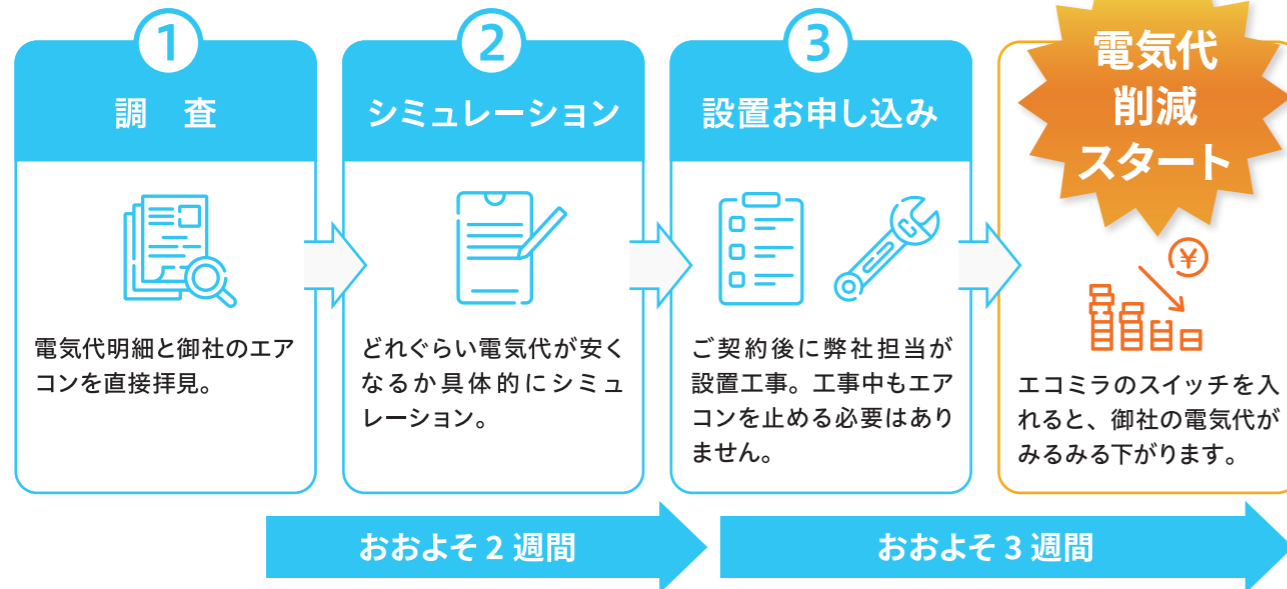 1
調　査
電気代明細と御社のエア
コンを直接拝見。
2
シミュレーション
どれぐらい電気代が安く
なるか具体的にシミュ
レーション。
3
設置お申し込み
ご契約後に弊社担当が
設置工事。工事中もエア
コンを止める必要はあり
ません。
電気代
削減
スタート
¥
エコミラのスイッチを入
れると、御社の電気代が
みるみる下がります。
おおよそ 2 週間
おおよそ 3 週間